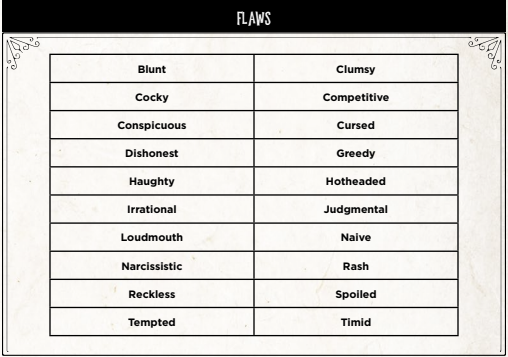 FLAWS
Blunt Clumsy
Cocky Competitive
Conspicuous Cursed
Dishonest Greedy
Haughty Hotheaded
Irrational Judgmental
Loudmouth Naive
Narcissistic Rash
Reckless Spoiled
Tempted Timid